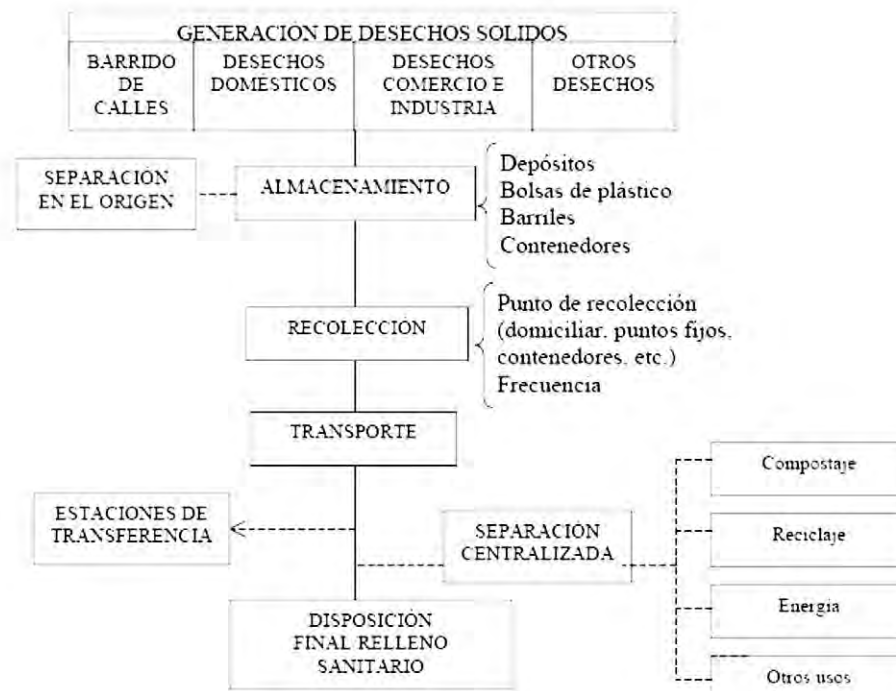 GENERACIÓN DE DESECHOS SOLIDOS
BARRIDO
DE
CALLES
DESECHOS
DOMÉSTICOS
DESECHOS
COMERCIO E
INDUSTRIA
OTROS
DESECHOS
SEPARACIÓN
EN EL ORIGEN
ALMACENAMIENTO
Depósitos
Bolsas de plástico
Barriles
Contenedores
RECOLECCIÓN
Punto de recolección
(domiciliar, puntos fijos,
contenedores, etc.)
Frecuencia
TRANSPORTE
ESTACIONES DE
TRANSFERENCIA
SEPARACIÓN
CENTRALIZADA
Compostaje
Reciclaje
Energía
Otros usos
DISPOSICIÓN
FINAL RELLENO
SANITARIO